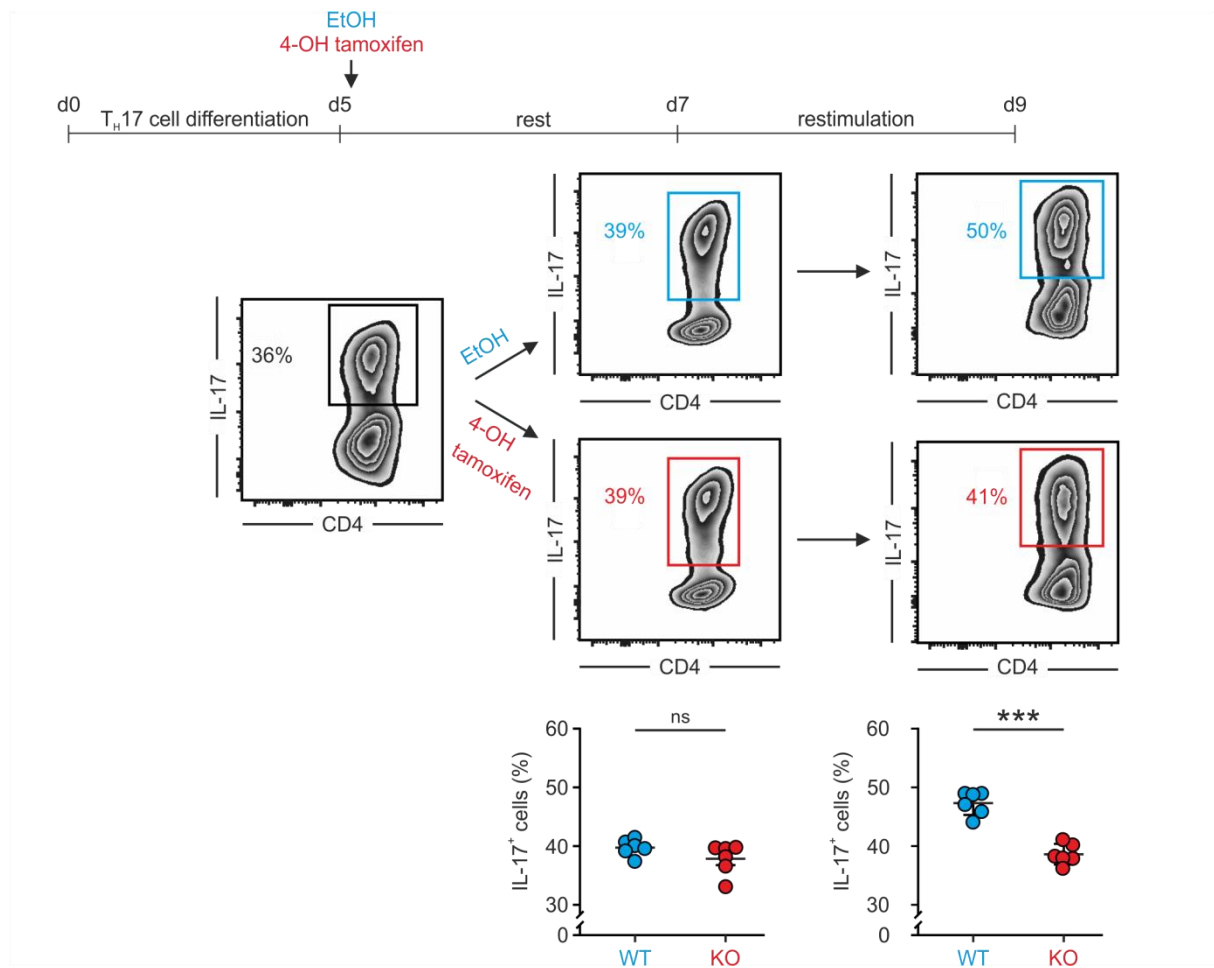 EtOH
4-OH tamoxifen
d0
d5
d7
d9
TH17 cell differentiation
rest
restimulation
IL-17
36%
CD4
EtOH
4-OH
tamoxifen
IL-17
39%
CD4
IL-17
50%
CD4
IL-17
39%
CD4
IL-17
41%
CD4
IL-17+ cells (%)
60
50
40
30
0
ns
WT
KO
IL-17+ cells (%)
60
50
40
30
0
***
WT
KO